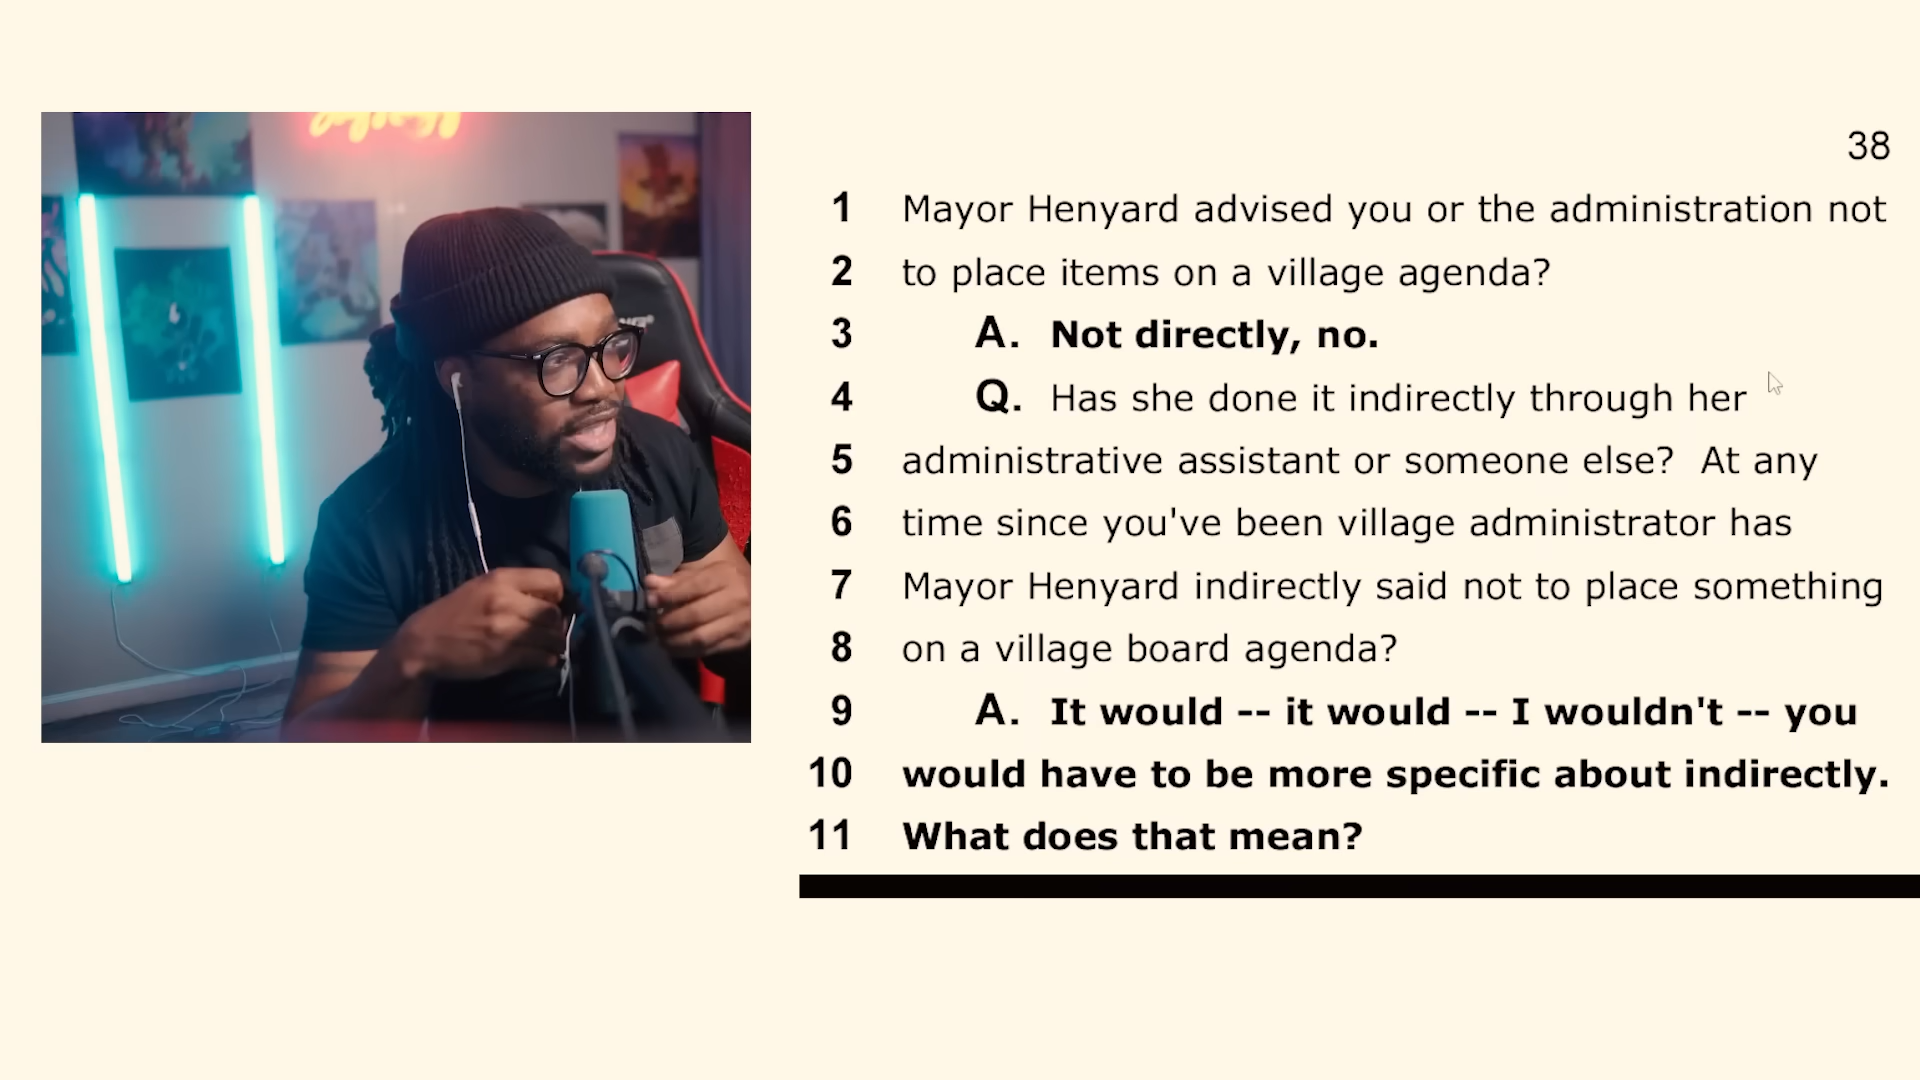 38
1 Mayor Henyard advised you or the administration not
2 to place items on a village agenda?
3 A. Not directly, no.
4 Q. Has she done it indirectly through her
5 administrative assistant or someone else? At any
6 time since you've been village administrator has
7 Mayor Henyard indirectly said not to place something
8 on a village board agenda?
9 A. It would -- it would -- I wouldn't -- you
10 would have to be more specific about indirectly.
11 What does that mean?